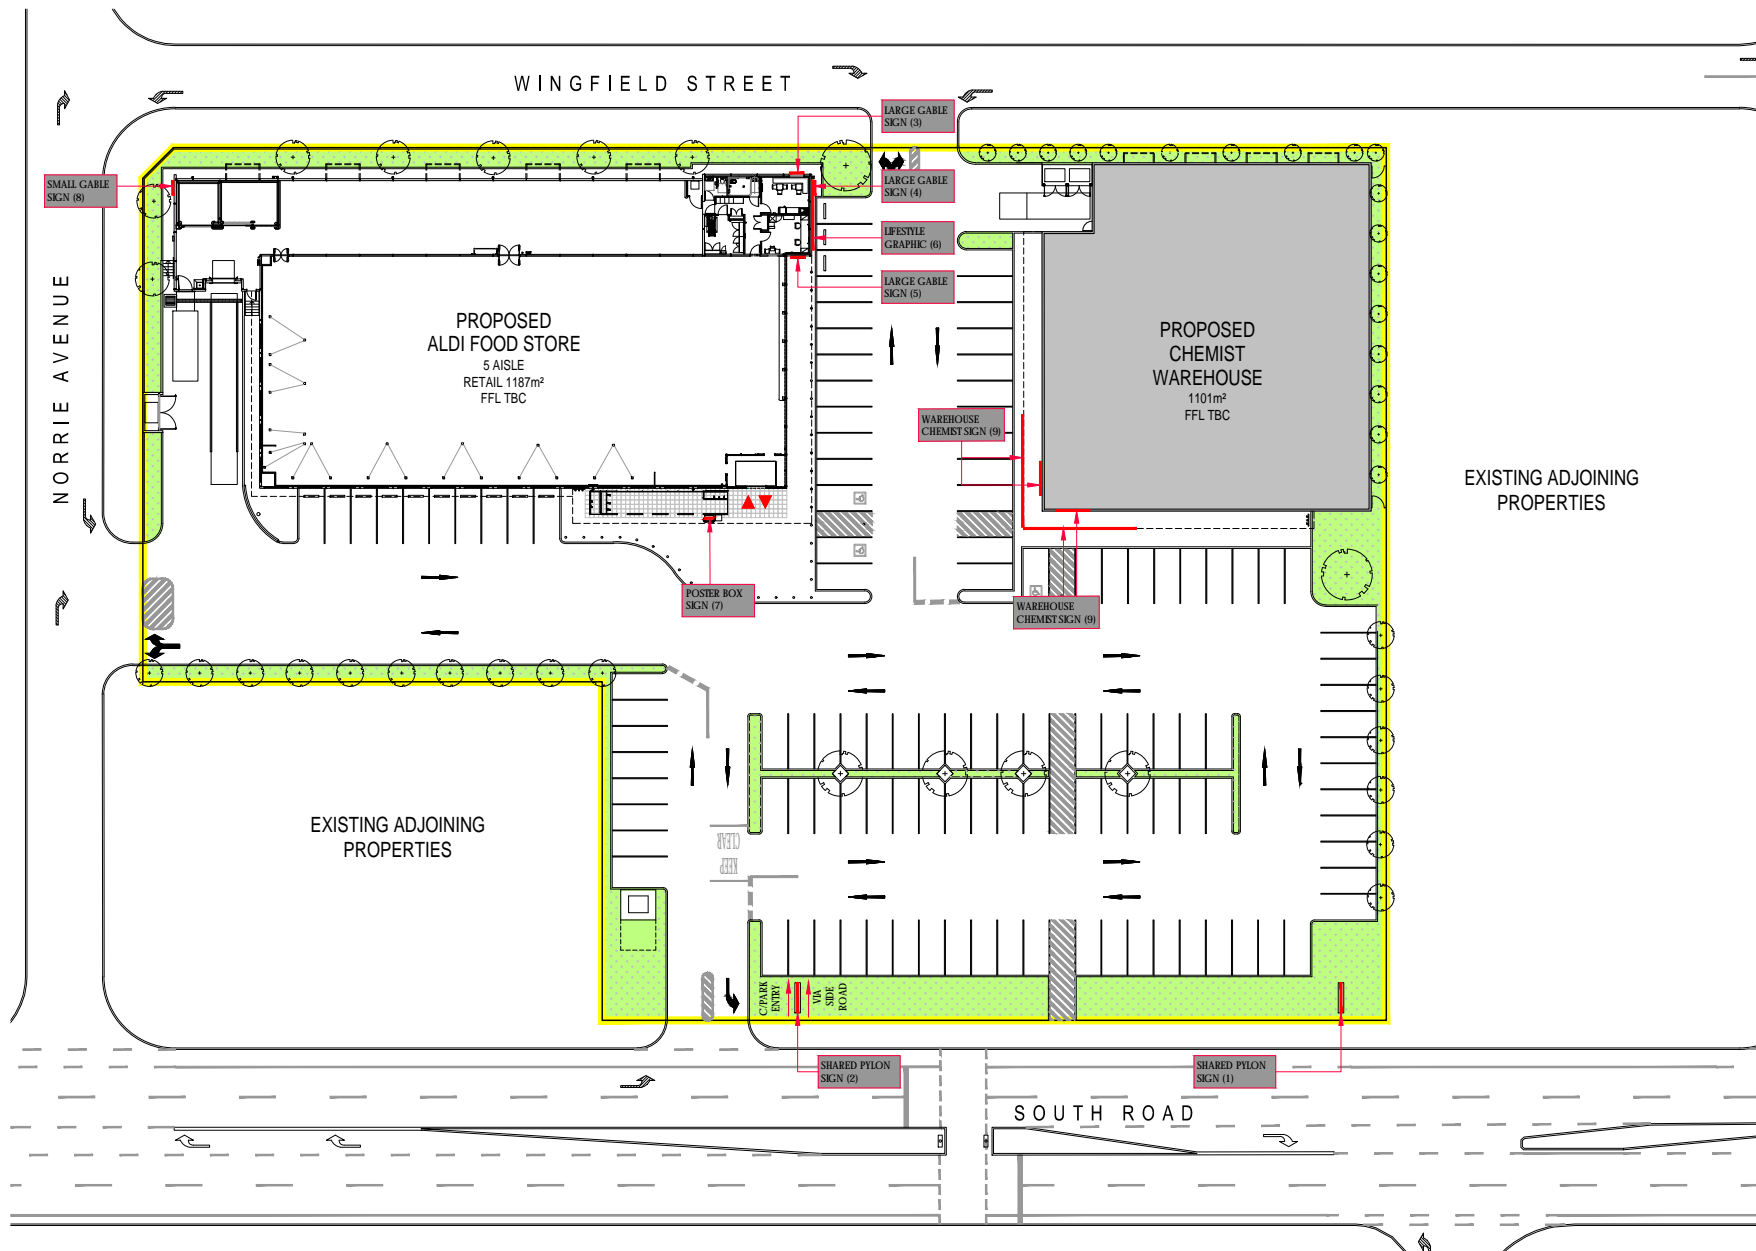 WINGFIELD STREET
LARGE GABLE
SIGN (3)
SMALL GABLE
SIGN (8)
LARGE GABLE
SIGN (4)
LIFESTYLE
GRAPHIC (6)
LARGE GABLE
SIGN (5)
NORRIE AVENUE
PROPOSED
ALDI FOOD STORE
5 AISLE
RETAIL 1187m²
FFL TBC
PROPOSED
CHEMIST
WAREHOUSE
1101m²
FFL TBC
WAREHOUSE
CHEMIST SIGN (9)
EXISTING ADJOINING
PROPERTIES
POSTER BOX
SIGN (7)
WAREHOUSE
CHEMIST SIGN (9)
EXISTING ADJOINING
PROPERTIES
KEEP
CLEAR
C/PARK
ENTRY
VIA
SIDE
ROAD
SHARED PYLON
SIGN (2)
SHARED PYLON
SIGN (1)
SOUTH ROAD